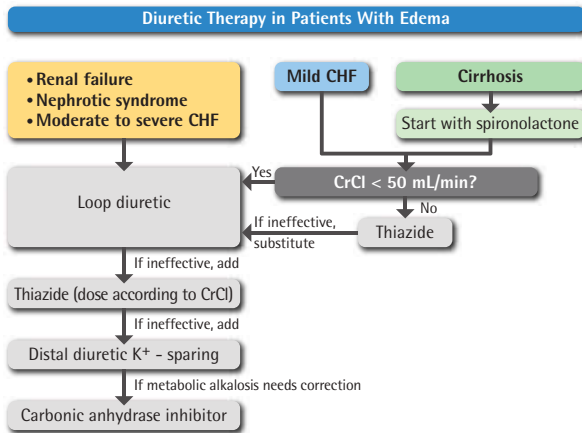 Diuretic Therapy in Patients With Edema
• Renal failure
• Nephrotic syndrome
• Moderate to severe CHF
Mild CHF
Cirrhosis
Start with spironolactone
Yes
CrCl < 50 mL/min?
No
Loop diuretic
If ineffective,
substitute
Thiazide
If ineffective, add
Thiazide (dose according to CrCl)
If ineffective, add
Distal diuretic K+ - sparing
If metabolic alkalosis needs correction
Carbonic anhydrase inhibitor